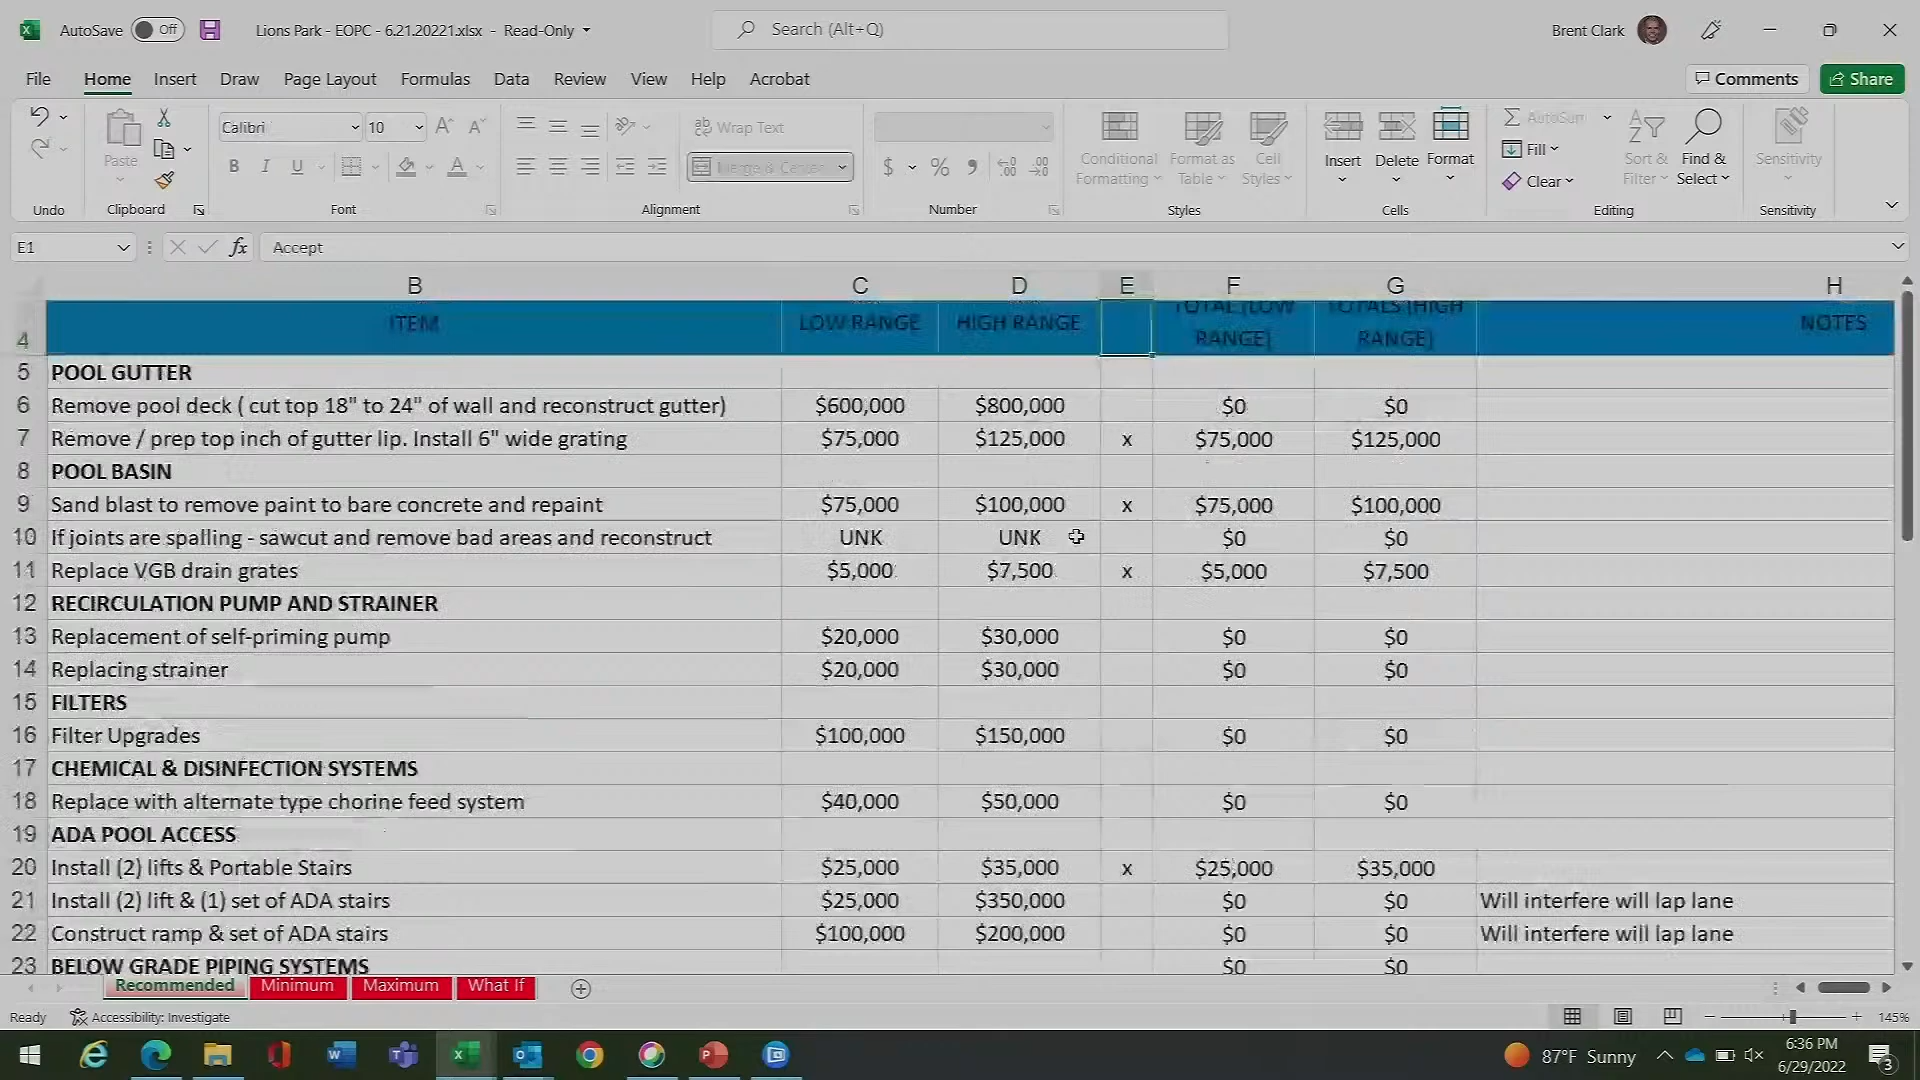 AutoSave Off Lions Park - EOPC - 6.21.20221.xlsx - Read-Only Search (Alt+Q) Brent Clark
File Home Insert Draw Page Layout Formulas Data Review View Help Acrobat Comments Share
Calibri 10 Wrap Text AutoSum
Paste B I U Merge & Center $ % Conditional Formatting Format as Table Cell Styles Insert Delete Format Fill Clear Sort & Filter Find & Select Sensitivity
Undo Clipboard Font Alignment Number Styles Cells Editing Sensitivity
E1 fx Accept
B C D E F G H
4 ITEM LOW RANGE HIGH RANGE TOTAL (LOW RANGE) TOTALS (HIGH RANGE) NOTES
5 POOL GUTTER
6 Remove pool deck ( cut top 18" to 24" of wall and reconstruct gutter) $600,000 $800,000 $0 $0
7 Remove / prep top inch of gutter lip. Install 6" wide grating $75,000 $125,000 x $75,000 $125,000
8 POOL BASIN
9 Sand blast to remove paint to bare concrete and repaint $75,000 $100,000 x $75,000 $100,000
10 If joints are spalling - sawcut and remove bad areas and reconstruct UNK UNK $0 $0
11 Replace VGB drain grates $5,000 $7,500 x $5,000 $7,500
12 RECIRCULATION PUMP AND STRAINER
13 Replacement of self-priming pump $20,000 $30,000 $0 $0
14 Replacing strainer $20,000 $30,000 $0 $0
15 FILTERS
16 Filter Upgrades $100,000 $150,000 $0 $0
17 CHEMICAL & DISINFECTION SYSTEMS
18 Replace with alternate type chorine feed system $40,000 $50,000 $0 $0
19 ADA POOL ACCESS
20 Install (2) lifts & Portable Stairs $25,000 $35,000 x $25,000 $35,000
21 Install (2) lift & (1) set of ADA stairs $25,000 $350,000 $0 $0 Will interfere will lap lane
22 Construct ramp & set of ADA stairs $100,000 $200,000 $0 $0 Will interfere will lap lane
23 BELOW GRADE PIPING SYSTEMS $0 $0
Recommended Minimum Maximum What If
Ready Accessibility: Investigate 145%
87°F Sunny 6:36 PM
6/29/2022 3